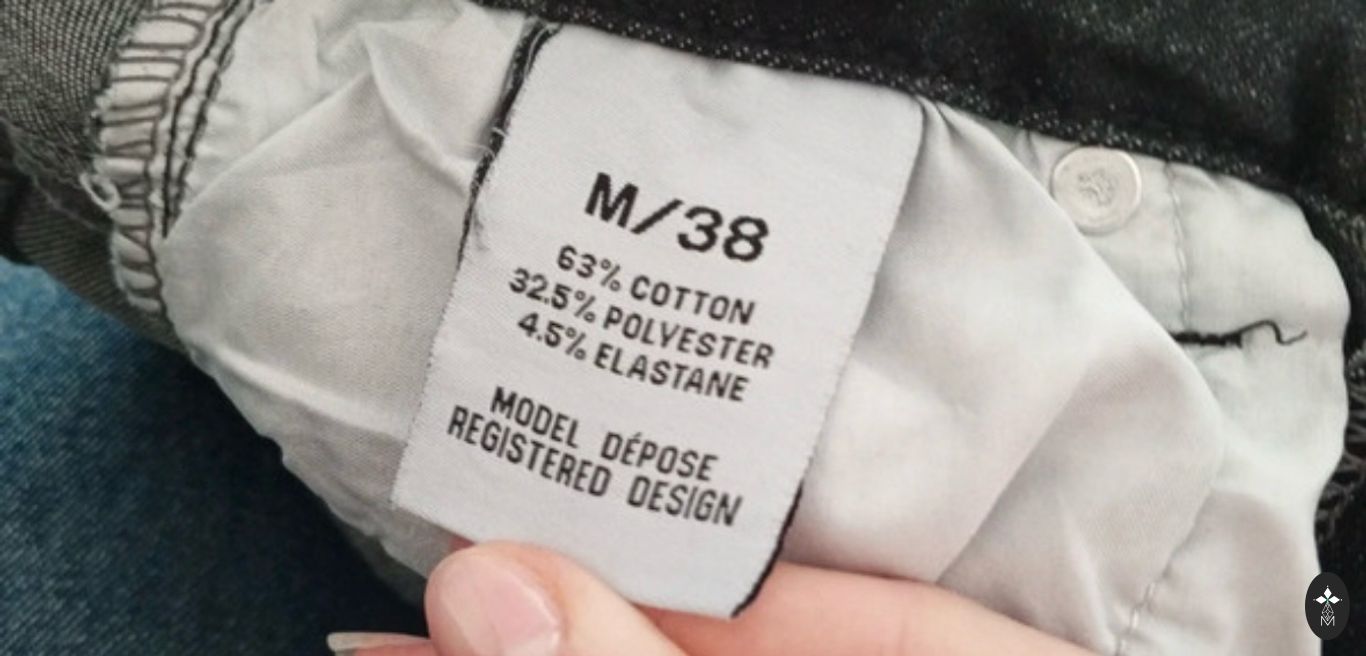 M/38
63% COTTON
32.5% POLYESTER
4.5% ELASTANE
MODEL DÉPOSE
REGISTERED DESIGN
M